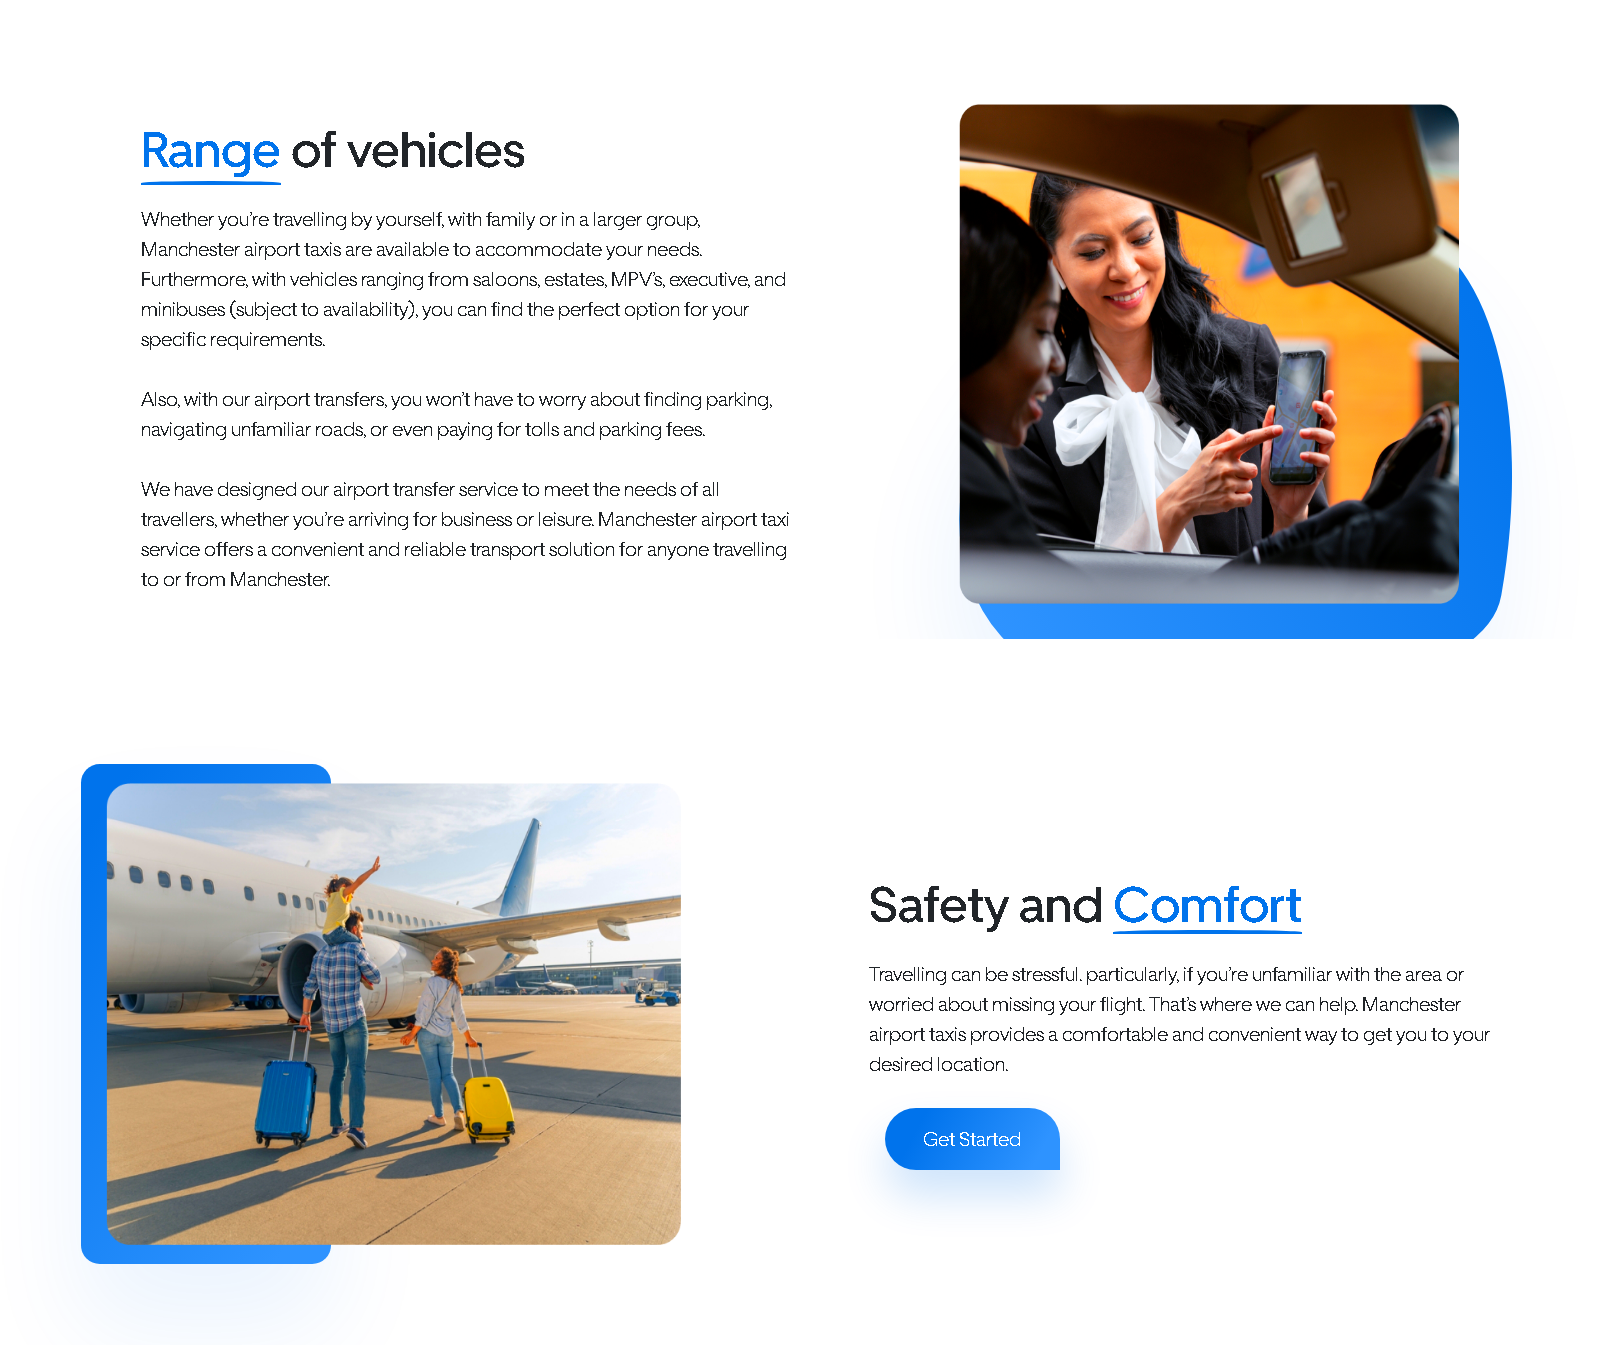 Range of vehicles
Whether you're travelling by yourself, with family or in a larger group,
Manchester airport taxis are available to accommodate your needs.
Furthermore, with vehicles ranging from saloons, estates, MPV's, executive, and
minibuses (subject to availability), you can find the perfect option for your
specific requirements.
Also, with our airport transfers, you won't have to worry about finding parking,
navigating unfamiliar roads, or even paying for tolls and parking fees.
We have designed our airport transfer service to meet the needs of all
travellers, whether you're arriving for business or leisure. Manchester airport taxi
service offers a convenient and reliable transport solution for anyone travelling
to or from Manchester.
Safety and Comfort
Travelling can be stressful. particularly, if you're unfamiliar with the area or
worried about missing your flight. That's where we can help. Manchester
airport taxis provides a comfortable and convenient way to get you to your
desired location.
Get Started